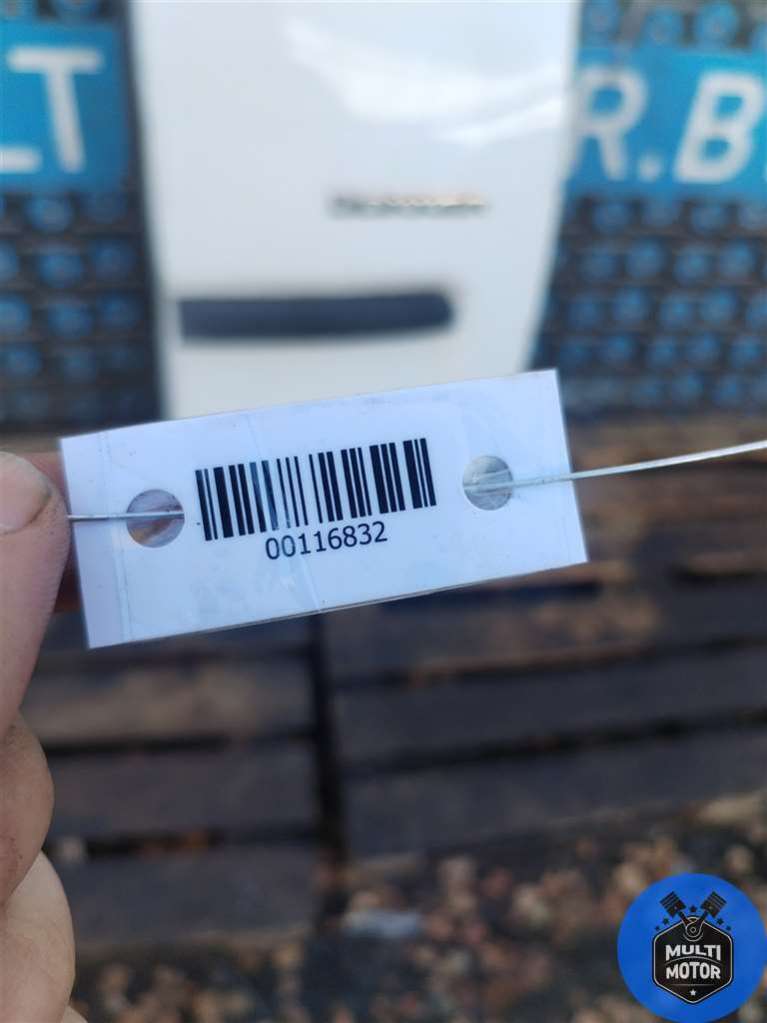 LT
R.B
00116832
MULTI
MOTOR